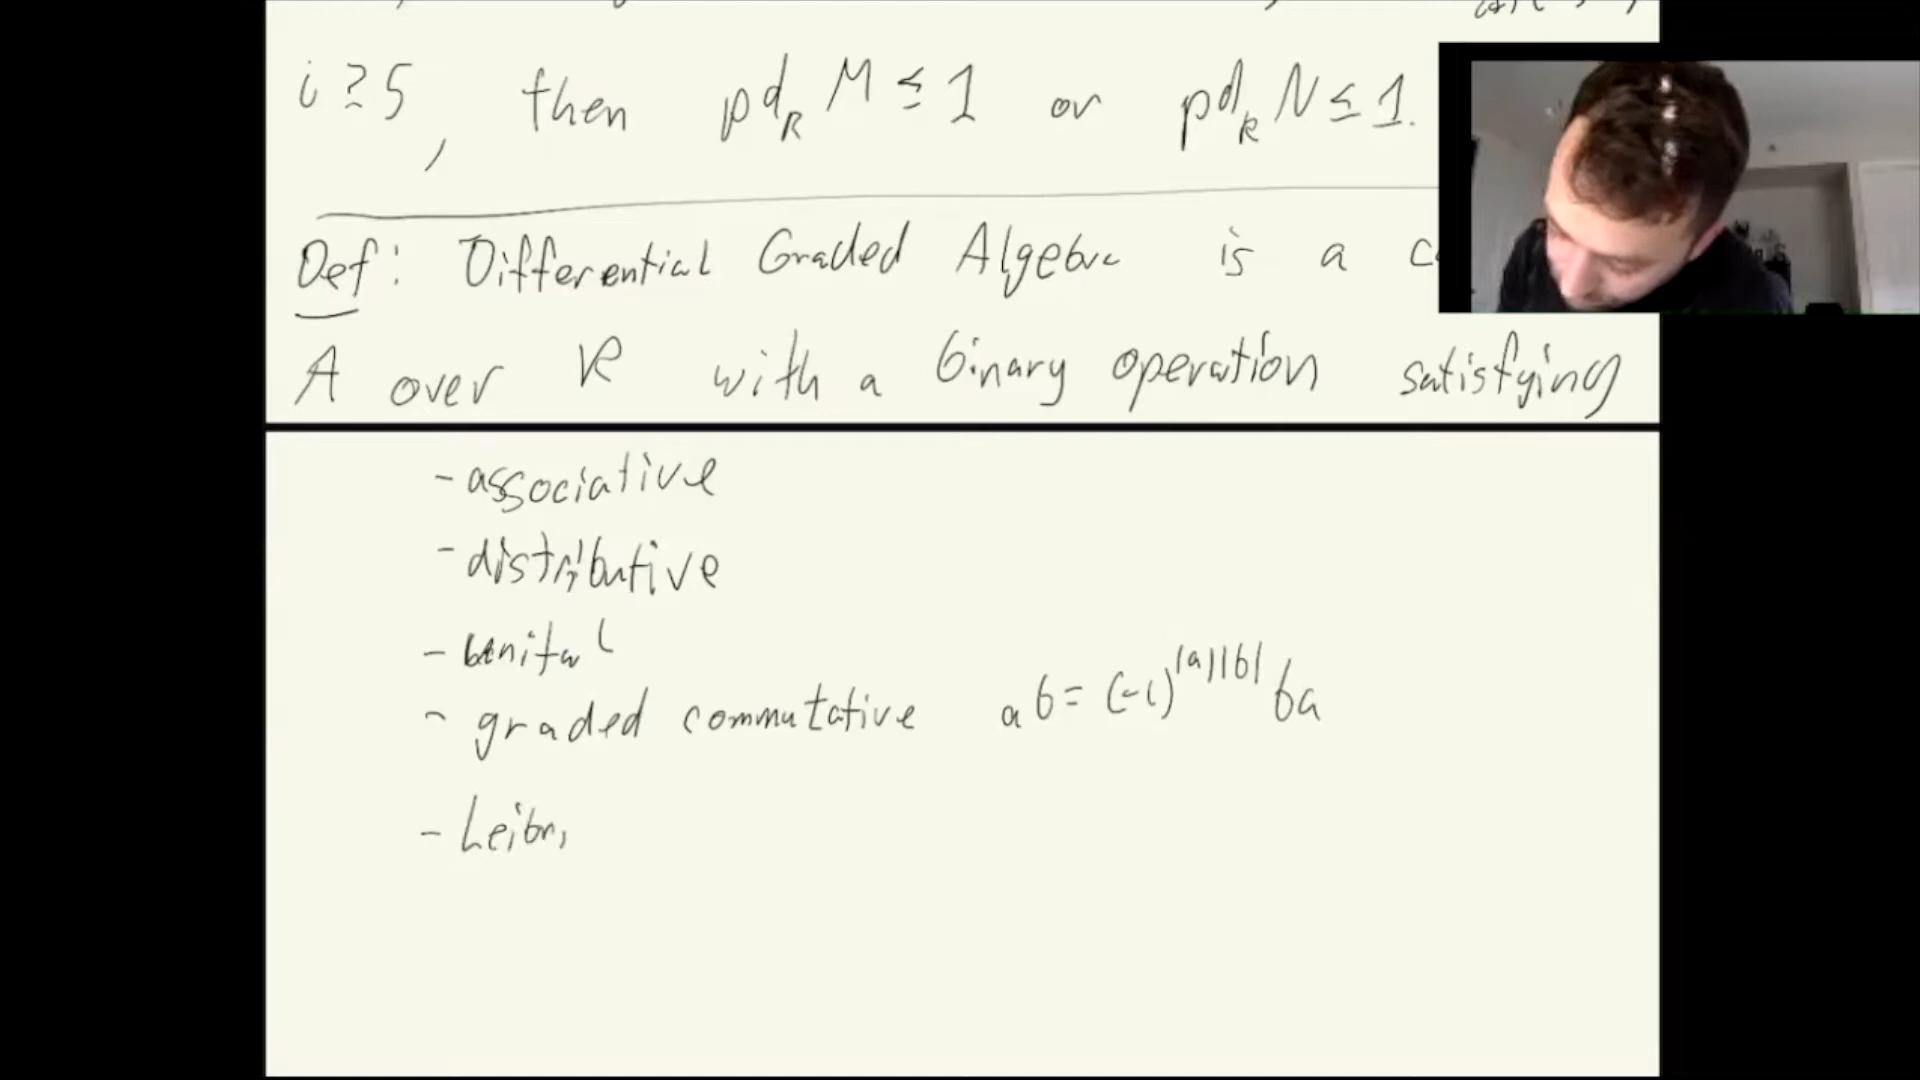 i ≥ 5, then pd_R M ≤ 1 or pd_R N ≤ 1.
Def: Differential Graded Algebra is a c
A over R with a binary operation satisfying
- associative
- distributive
- unital
- graded commutative ab = (-1)^{|a||b|} ba
- Leibni